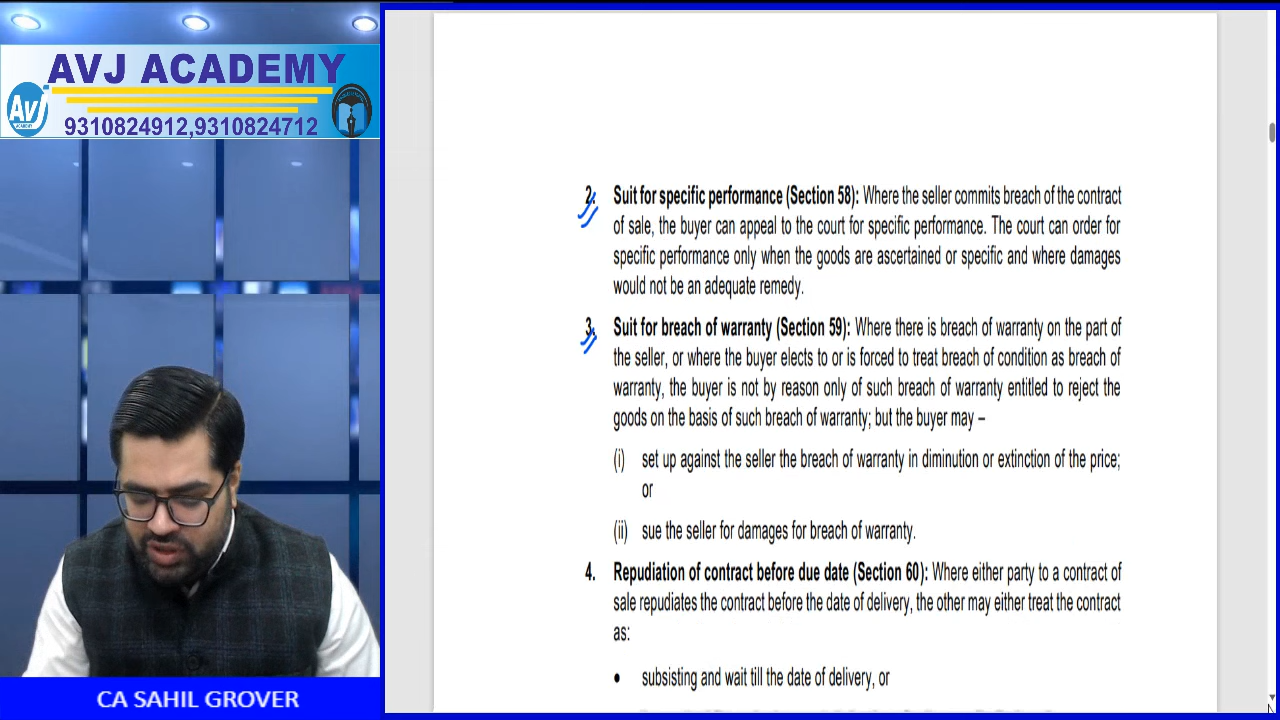 AVJ ACADEMY
AVJ
ACADEMY
9310824912,9310824712
2. Suit for specific performance (Section 58): Where the seller commits breach of the contract
of sale, the buyer can appeal to the court for specific performance. The court can order for
specific performance only when the goods are ascertained or specific and where damages
would not be an adequate remedy.
3. Suit for breach of warranty (Section 59): Where there is breach of warranty on the part of
the seller, or where the buyer elects to or is forced to treat breach of condition as breach of
warranty, the buyer is not by reason only of such breach of warranty entitled to reject the
goods on the basis of such breach of warranty; but the buyer may –
(i) set up against the seller the breach of warranty in diminution or extinction of the price;
or
(ii) sue the seller for damages for breach of warranty.
4. Repudiation of contract before due date (Section 60): Where either party to a contract of
sale repudiates the contract before the date of delivery, the other may either treat the contract
as:
• subsisting and wait till the date of delivery, or
CA SAHIL GROVER